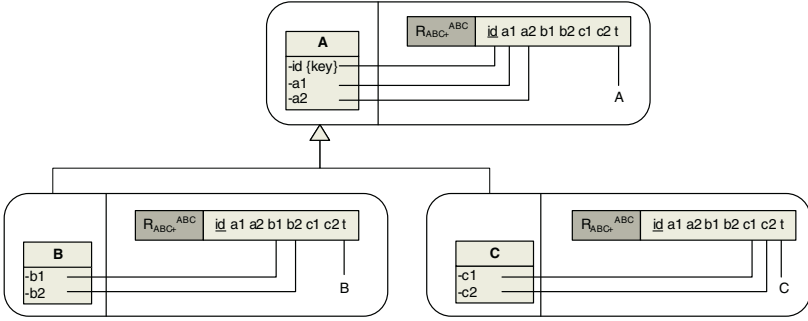 R_ABC+^ABC id a1 a2 b1 b2 c1 c2 t
A
-id {key}
-a1
-a2
A
R_ABC+^ABC id a1 a2 b1 b2 c1 c2 t
B
-b1
-b2
B
R_ABC+^ABC id a1 a2 b1 b2 c1 c2 t
C
-c1
-c2
C